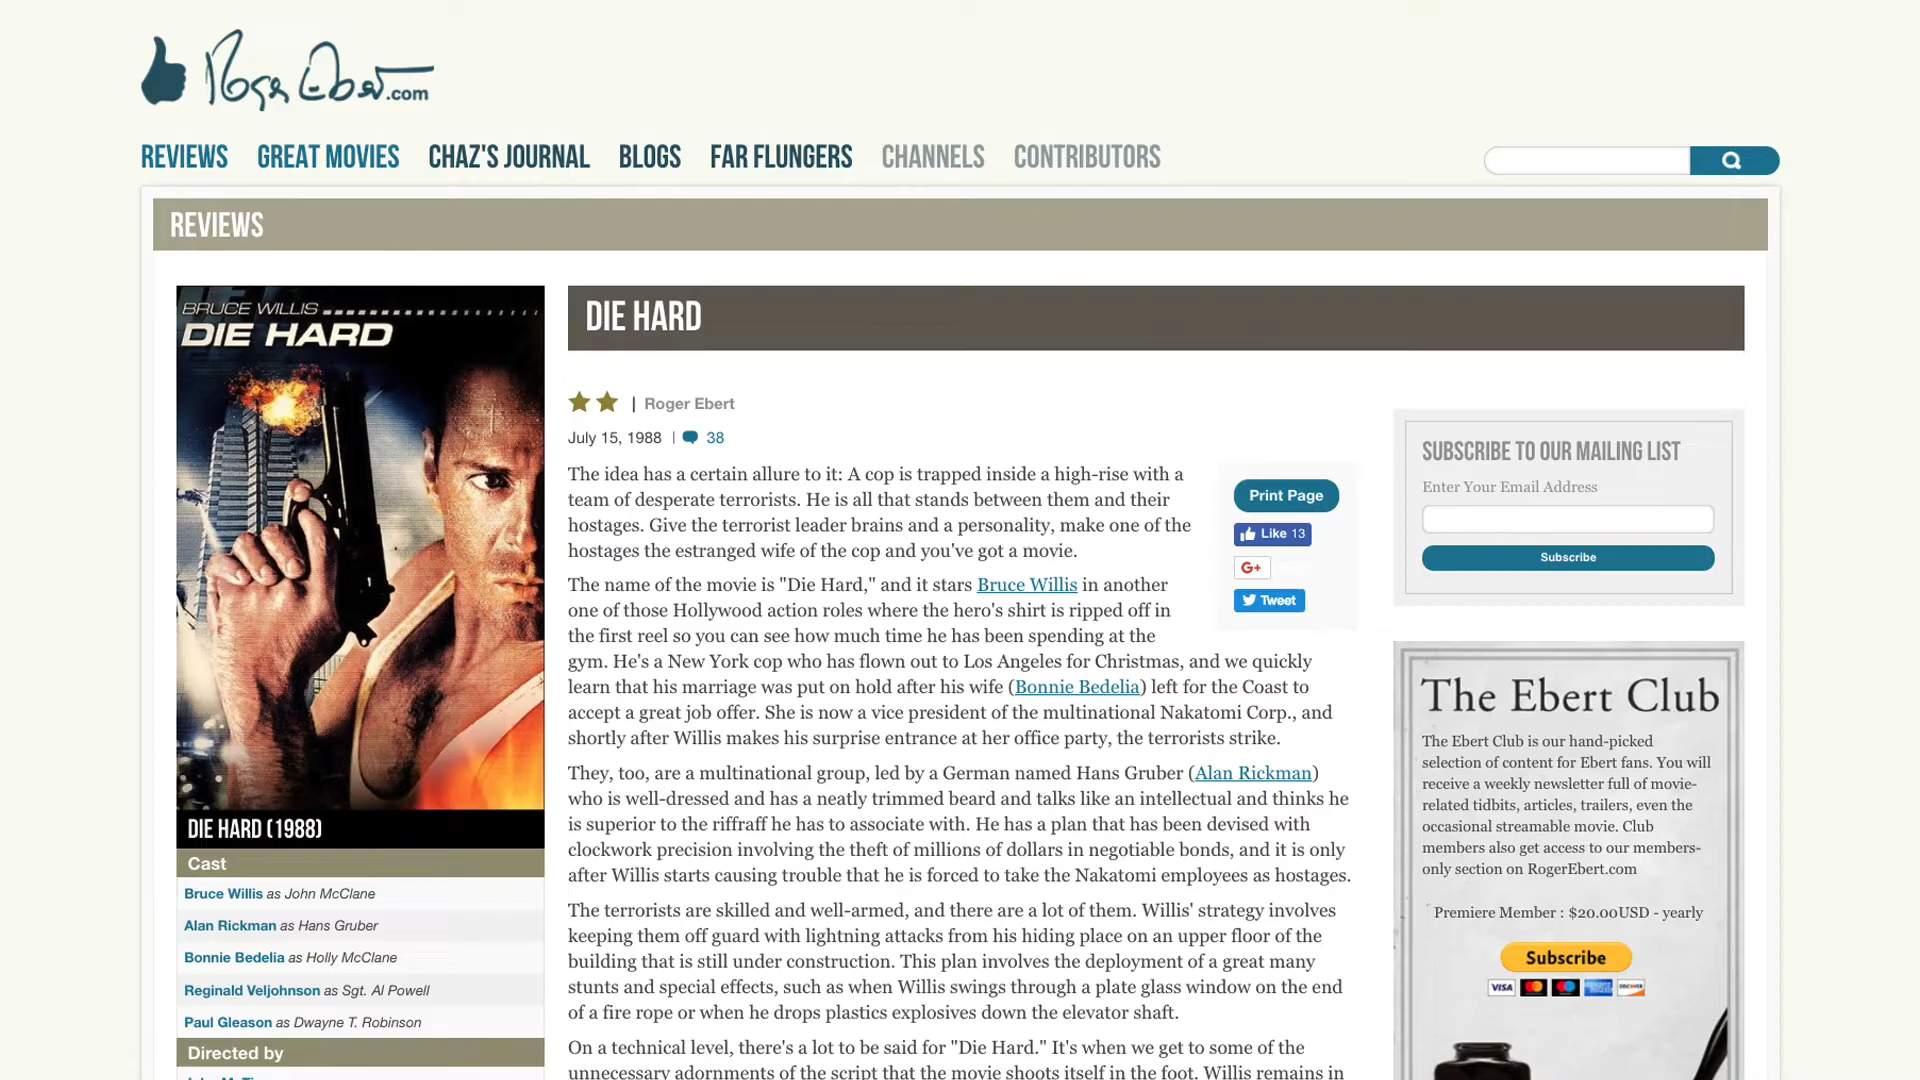 Roger Ebert.com
REVIEWS GREAT MOVIES CHAZ'S JOURNAL BLOGS FAR FLUNGERS CHANNELS CONTRIBUTORS
REVIEWS
BRUCE WILLIS
DIE HARD
DIE HARD (1988)
Cast
Bruce Willis as John McClane
Alan Rickman as Hans Gruber
Bonnie Bedelia as Holly McClane
Reginald Veljohnson as Sgt. Al Powell
Paul Gleason as Dwayne T. Robinson
Directed by
DIE HARD
| Roger Ebert
July 15, 1988 | 38
The idea has a certain allure to it: A cop is trapped inside a high-rise with a
team of desperate terrorists. He is all that stands between them and their
hostages. Give the terrorist leader brains and a personality, make one of the
hostages the estranged wife of the cop and you've got a movie.
The name of the movie is "Die Hard," and it stars Bruce Willis in another
one of those Hollywood action roles where the hero's shirt is ripped off in
the first reel so you can see how much time he has been spending at the
gym. He's a New York cop who has flown out to Los Angeles for Christmas, and we quickly
learn that his marriage was put on hold after his wife (Bonnie Bedelia) left for the Coast to
accept a great job offer. She is now a vice president of the multinational Nakatomi Corp., and
shortly after Willis makes his surprise entrance at her office party, the terrorists strike.
They, too, are a multinational group, led by a German named Hans Gruber (Alan Rickman)
who is well-dressed and has a neatly trimmed beard and talks like an intellectual and thinks he
is superior to the riffraff he has to associate with. He has a plan that has been devised with
clockwork precision involving the theft of millions of dollars in negotiable bonds, and it is only
after Willis starts causing trouble that he is forced to take the Nakatomi employees as hostages.
The terrorists are skilled and well-armed, and there are a lot of them. Willis' strategy involves
keeping them off guard with lightning attacks from his hiding place on an upper floor of the
building that is still under construction. This plan involves the deployment of a great many
stunts and special effects, such as when Willis swings through a plate glass window on the end
of a fire rope or when he drops plastics explosives down the elevator shaft.
On a technical level, there's a lot to be said for "Die Hard." It's when we get to some of the
unnecessary adornments of the script that the movie shoots itself in the foot. Willis remains in
Print Page
Like 13
G+
Tweet
SUBSCRIBE TO OUR MAILING LIST
Enter Your Email Address
Subscribe
The Ebert Club
The Ebert Club is our hand-picked
selection of content for Ebert fans. You will
receive a weekly newsletter full of movie-
related tidbits, articles, trailers, even the
occasional streamable movie. Club
members also get access to our members-
only section on RogerEbert.com
Premiere Member : $20.00USD - yearly
Subscribe
VISA DISCOVER